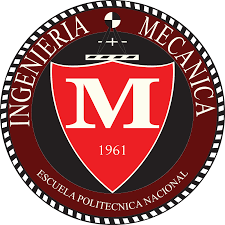 INGENIERIA MECANICA
M
1961
ESCUELA POLITECNICA NACIONAL